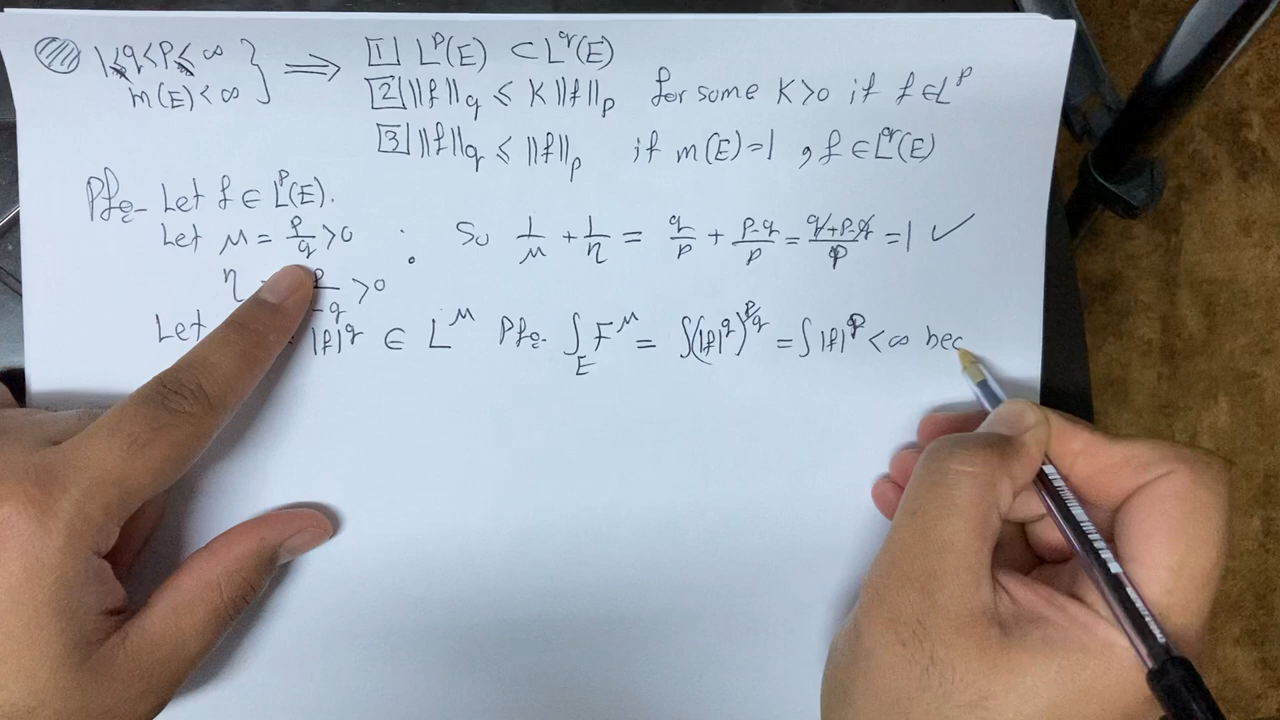 1≤q<p≤∞ } ⟹ [1] L^p(E) ⊂ L^q(E)
m(E)<∞ [2] ||f||_q ≤ K||f||_p for some K>0 if f∈L^p
[3] ||f||_q ≤ ||f||_p if m(E)=1 , f∈L^q(E)
Pf:- Let f ∈ L^p(E).
Let μ = p/q >0 : So 1/μ + 1/η = q/p + (p-q)/p = (q+p-q)/p = 1 ✓
η p/-q >0
Let |f|^q ∈ L^μ Pf:- ∫_E F^μ = ∫(|f|^q)^{p/q} = ∫|f|^p < ∞ bec